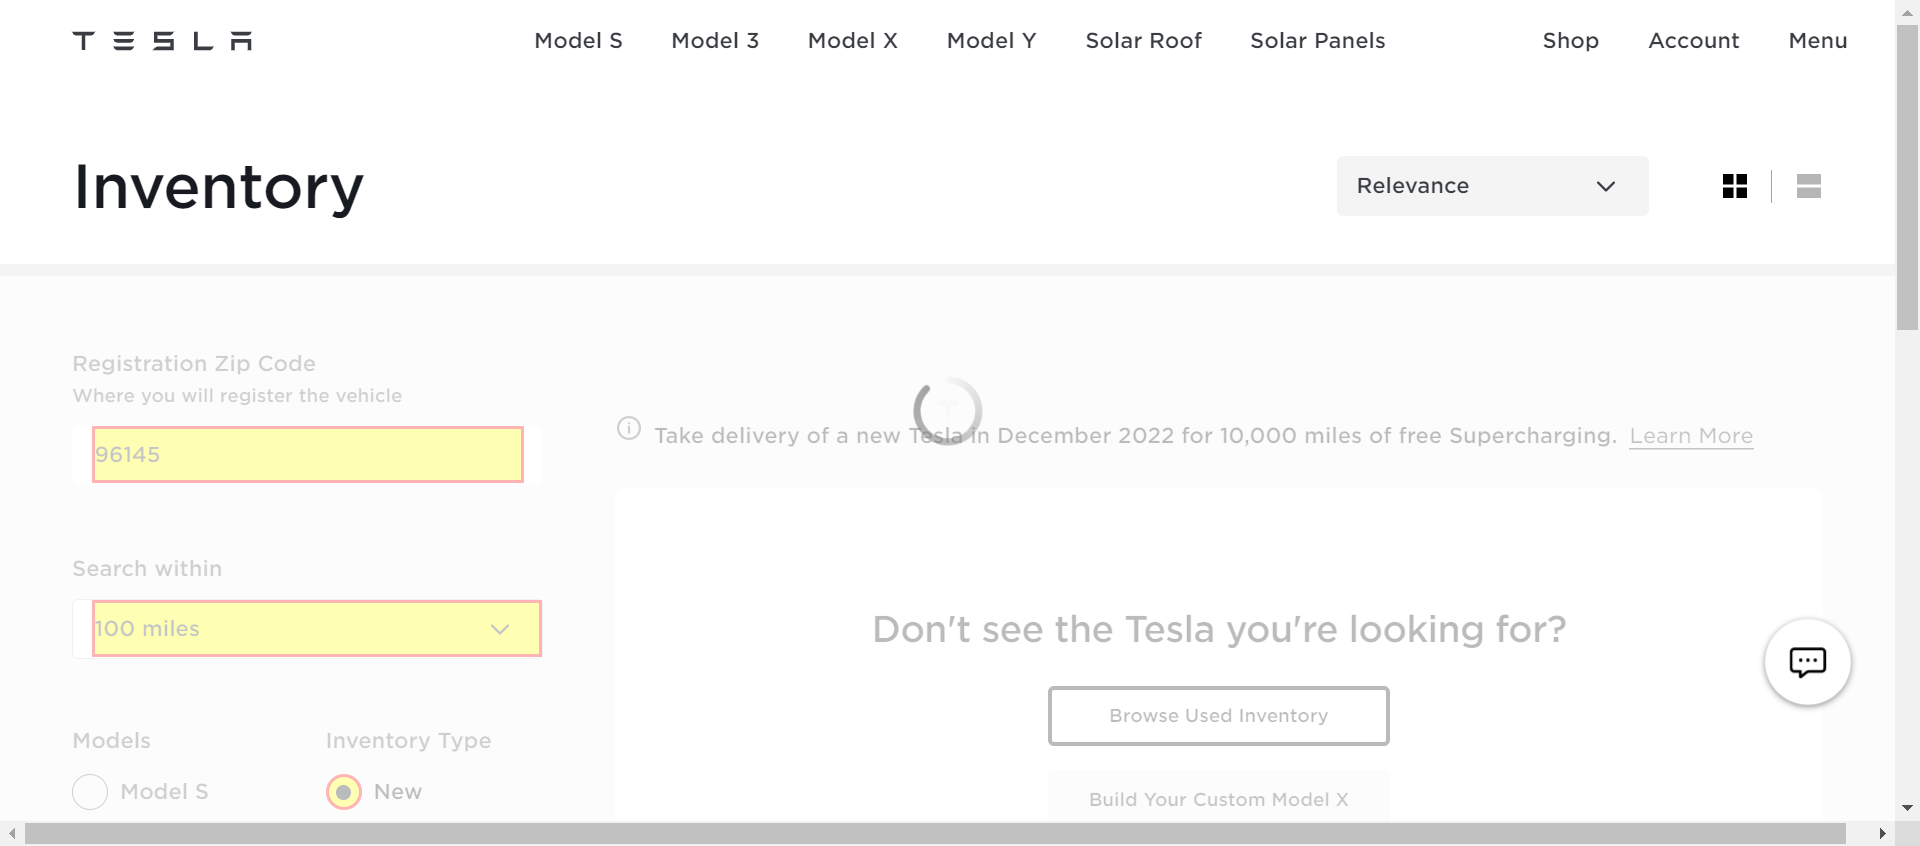 TESLA
Model S
Model 3
Model X
Model Y
Solar Roof
Solar Panels
Shop
Account
Menu
Inventory
Relevance
Registration Zip Code
Where you will register the vehicle
96145
Search within
100 miles
Models
Inventory Type
Model S
New
Take delivery of a new Tesla in December 2022 for 10,000 miles of free Supercharging. Learn More
Don't see the Tesla you're looking for?
Browse Used Inventory
Build Your Custom Model X